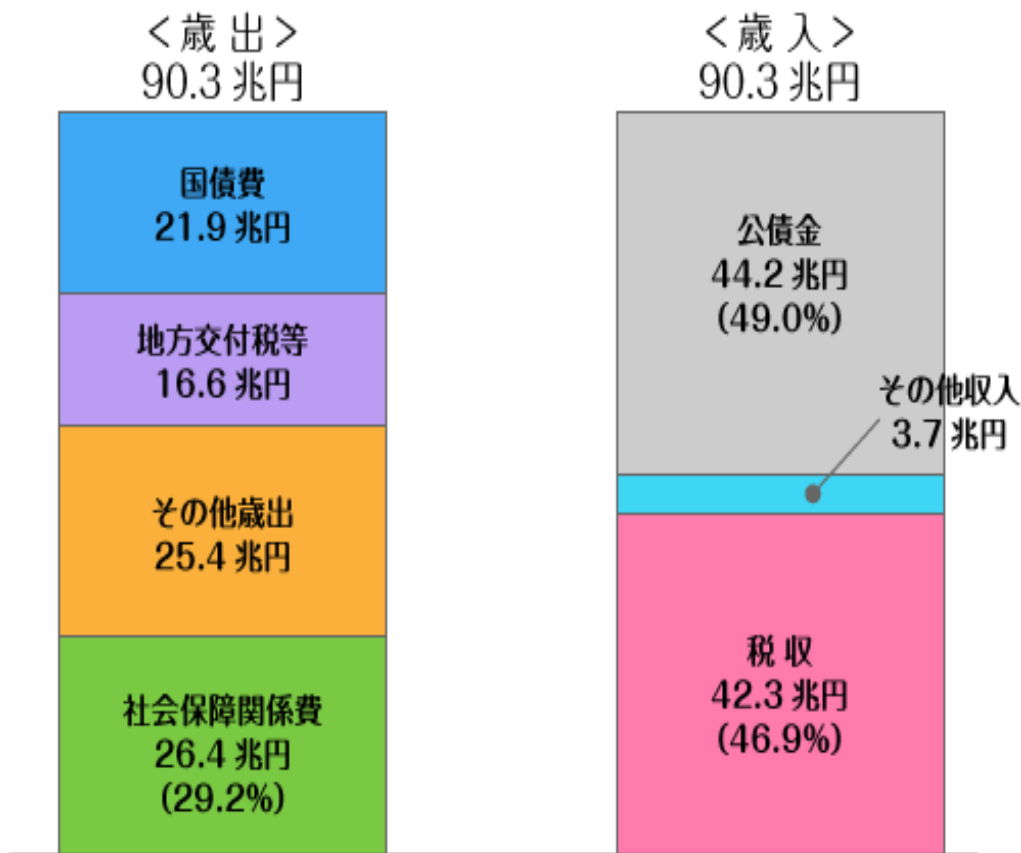 ＜歳 出＞
90.3 兆円
国債費
21.9 兆円
地方交付税等
16.6 兆円
その他歳出
25.4 兆円
社会保障関係費
26.4 兆円
(29.2%)
＜歳 入＞
90.3 兆円
公債金
44.2 兆円
(49.0%)
その他収入
3.7 兆円
税 収
42.3 兆円
(46.9%)